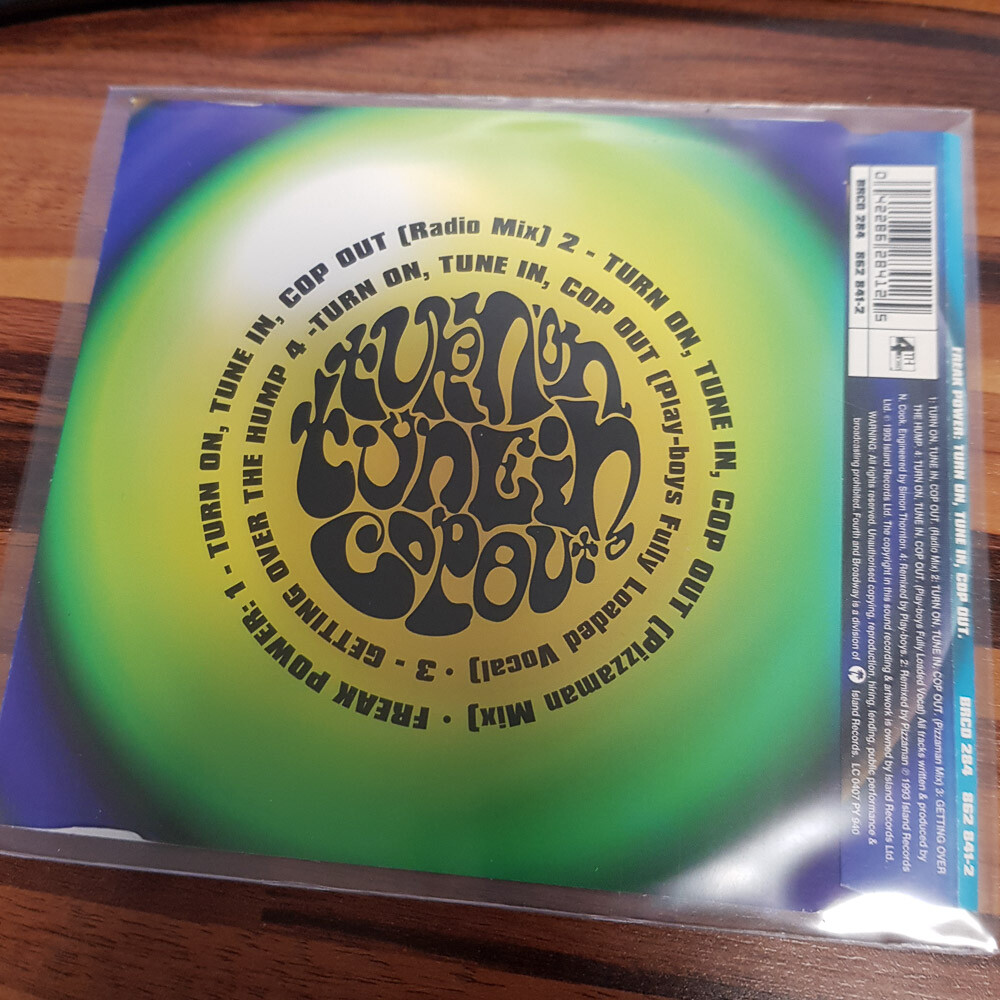 FREAK POWER: 1 - TURN ON, TUNE IN, COP OUT (Radio Mix) 2 - TURN ON, TUNE IN, COP OUT (Pizzaman Mix) •
3 - GETTING OVER THE HUMP 4 -TURN ON, TUNE IN, COP OUT (Play-boys Fully Loaded Vocal) •
turn on
tune in
cop out
0 42286 28412 5
BRCD 284 862 841-2
4TH
FREAK POWER: TURN ON, TUNE IN, COP OUT. BRCD 284 862 841-2
1: TURN ON, TUNE IN, COP OUT. (Radio Mix) 2: TURN ON, TUNE IN, COP OUT. (Pizzaman Mix) 3: GETTING OVER
THE HUMP. 4: TURN ON, TUNE IN, COP OUT. (Play-boys Fully Loaded Vocal) All tracks written & produced by
N. Cook. Engineered by Simon Thornton. 4: Remixed by Play-boys. 2: Remixed by Pizzaman ℗ 1993 Island Records
Ltd. © 1993 Island Records Ltd. The copyright in this sound recording & artwork is owned by Island Records Ltd.
WARNING: All rights reserved. Unauthorised copying, reproduction, hiring, lending, public performance &
broadcasting prohibited. Fourth and Broadway is a division of Island Records. LC 0407 PY 940